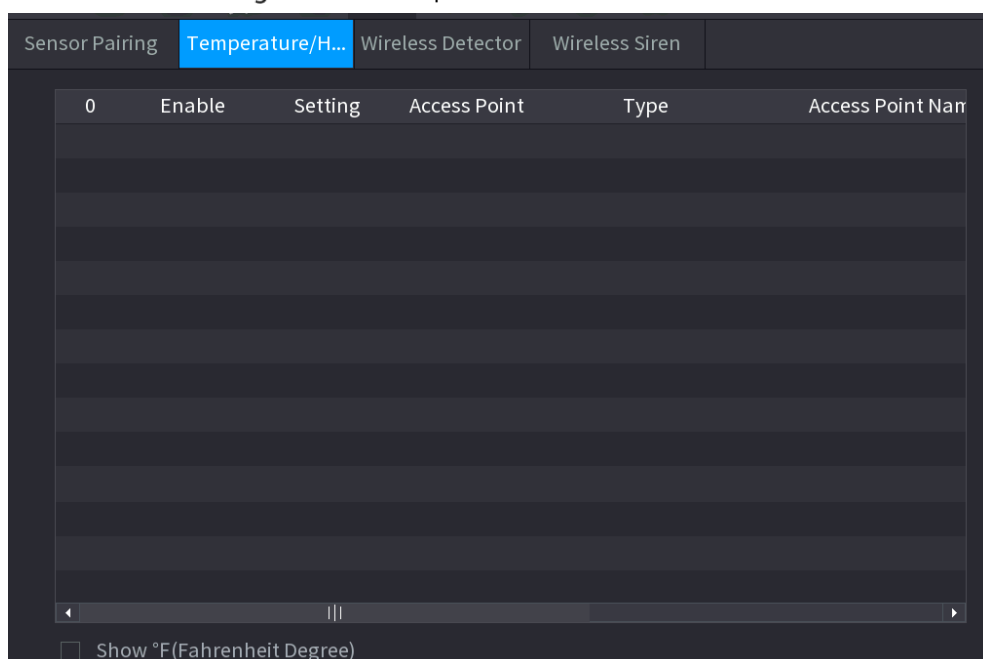 Sensor Pairing Temperature/H... Wireless Detector Wireless Siren
0 Enable Setting Access Point Type Access Point Nam
Show °F(Fahrenheit Degree)